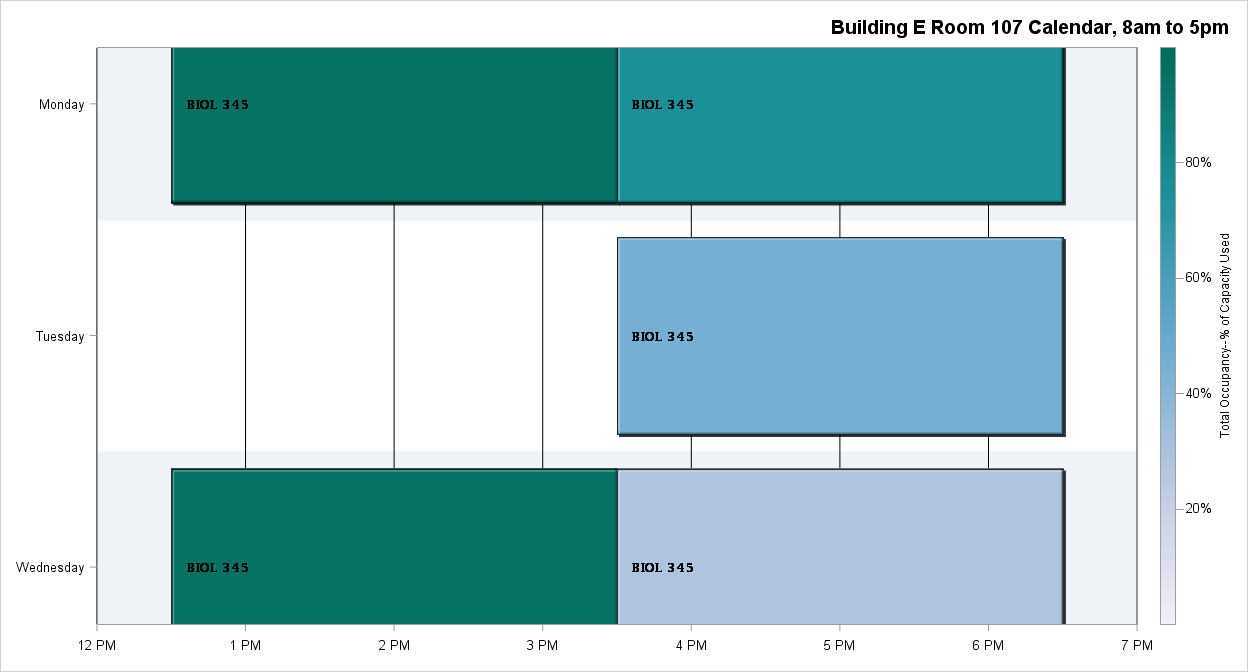 Building E Room 107 Calendar, 8am to 5pm
Monday
BIOL 345
BIOL 345
80%
Tuesday
BIOL 345
60%
40%
Total Occupancy--% of Capacity Used
20%
Wednesday
BIOL 345
BIOL 345
12 PM
1 PM
2 PM
3 PM
4 PM
5 PM
6 PM
7 PM